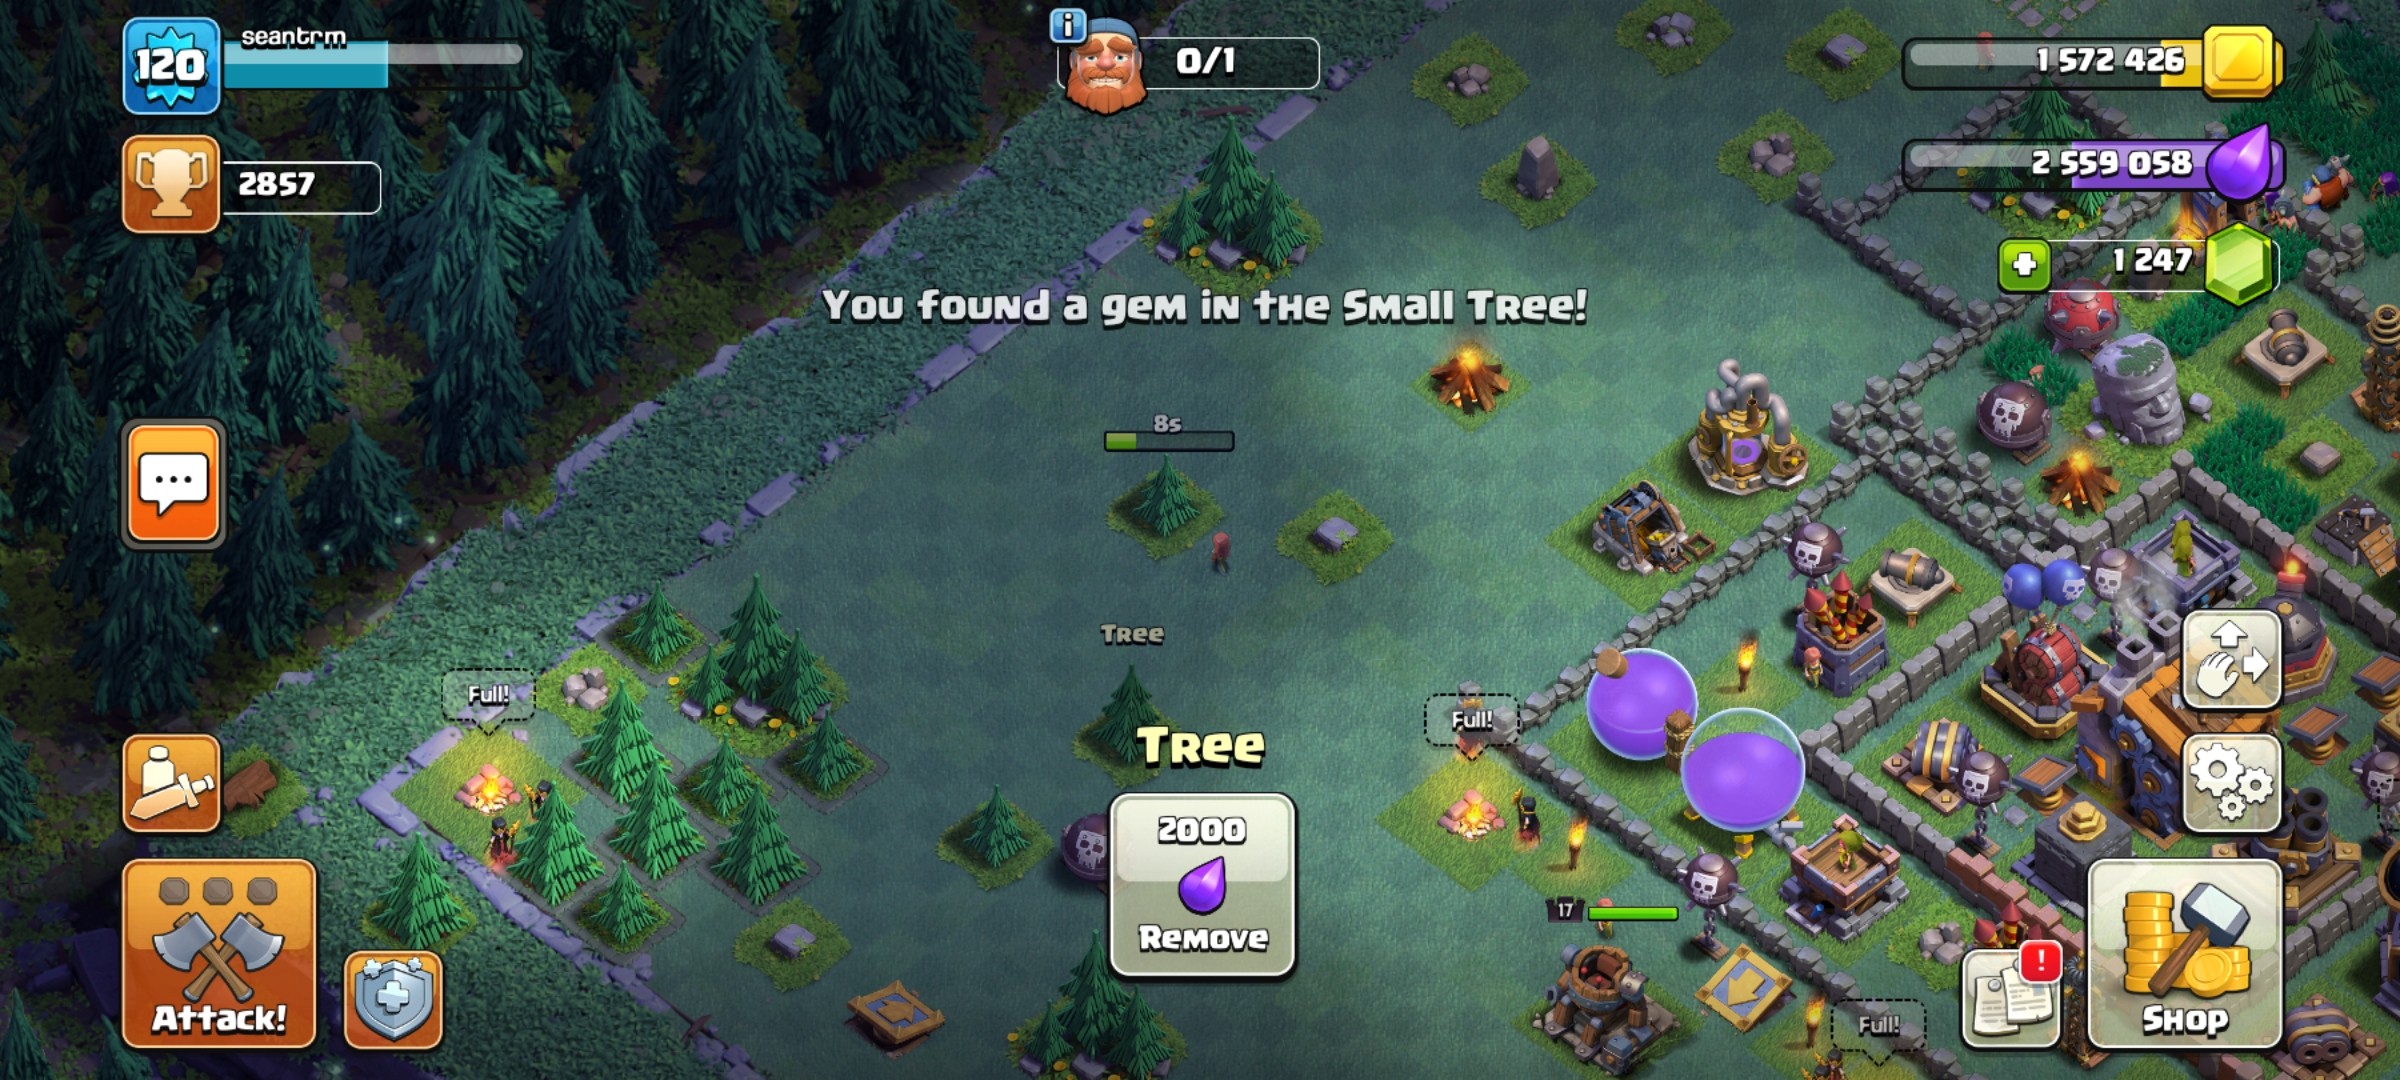 120
seantrm
0/1
1 572 426
2857
2 559 058
1 247
You found a gem in the Small Tree!
8s
Tree
Full!
Full!
Tree
2000
Remove
17
!
Attack!
Shop
Full!